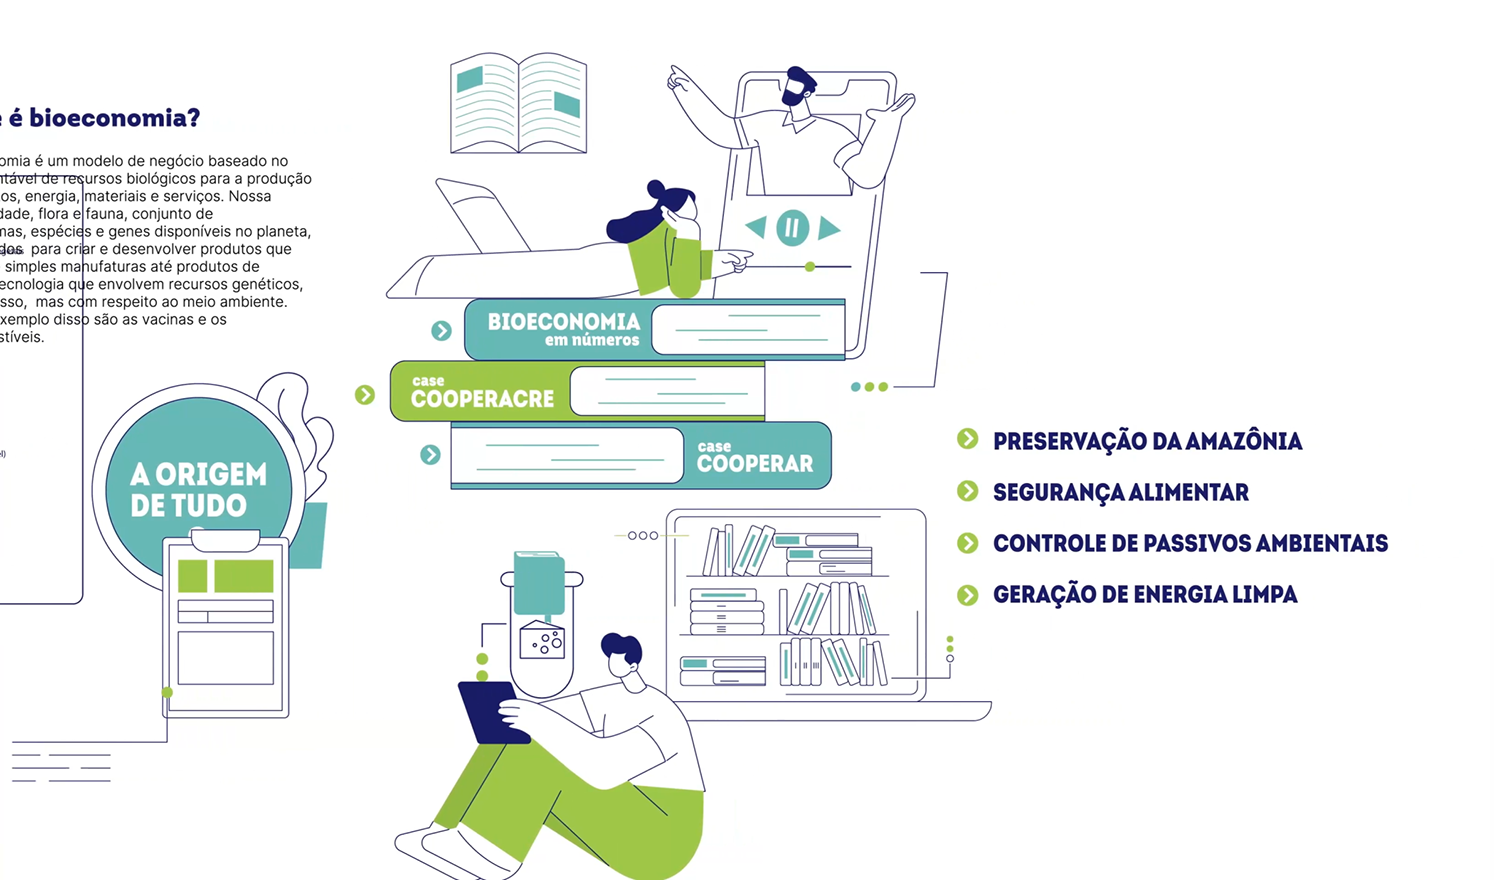 é bioeconomia?
omia é um modelo de negócio baseado no
ntável de recursos biológicos para a produção
os, energia, materiais e serviços. Nossa
dade, flora e fauna, conjunto de
mas, espécies e genes disponíveis no planeta,
dos para criar e desenvolver produtos que
simples manufaturas até produtos de
tecnologia que envolvem recursos genéticos,
sso, mas com respeito ao meio ambiente.
xemplo disso são as vacinas e os
stíveis.
A ORIGEM
DE TUDO
BIOECONOMIA
em números
case
COOPERACRE
case
COOPERAR
PRESERVAÇÃO DA AMAZÔNIA
SEGURANÇA ALIMENTAR
CONTROLE DE PASSIVOS AMBIENTAIS
GERAÇÃO DE ENERGIA LIMPA